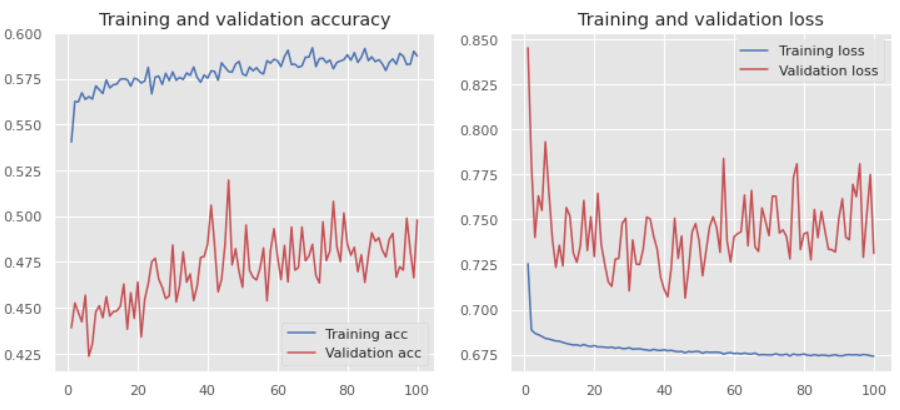 Training and validation accuracy
0.600
0.575
0.550
0.525
0.500
0.475
0.450
0.425
Training acc
Validation acc
0 20 40 60 80 100
Training and validation loss
0.850
0.825
0.800
0.775
0.750
0.725
0.700
0.675
Training loss
Validation loss
0 20 40 60 80 100